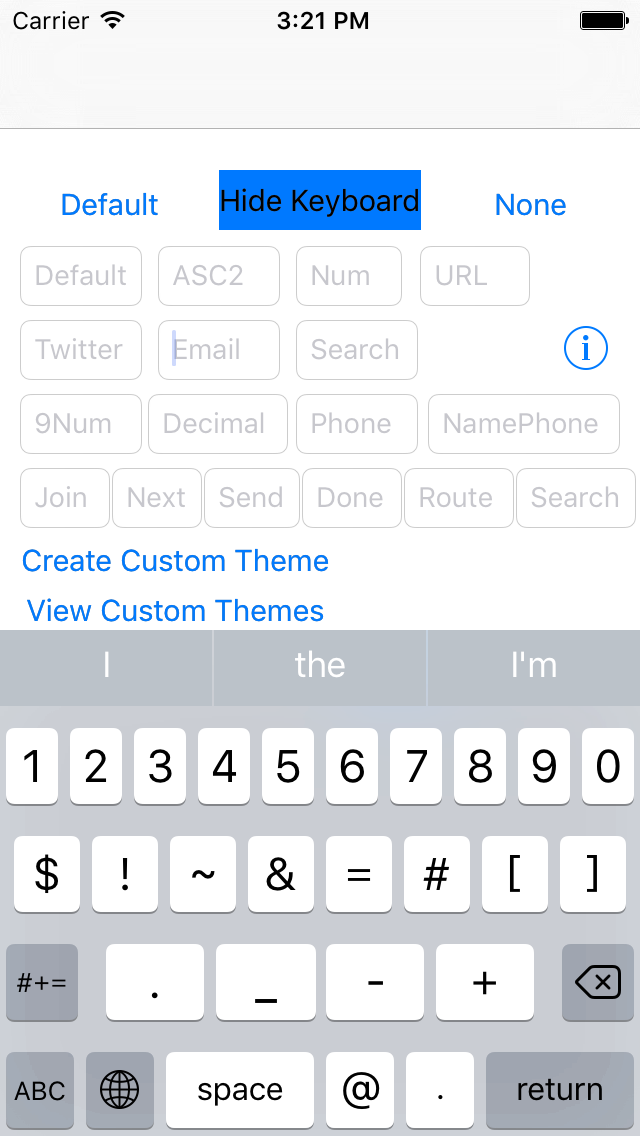 Carrier 3:21 PM
Default Hide Keyboard None
Default ASC2 Num URL
Twitter Email Search i
9Num Decimal Phone NamePhone
Join Next Send Done Route Search
Create Custom Theme
View Custom Themes
I the I'm
1 2 3 4 5 6 7 8 9 0
$ ! ~ & = # [ ]
#+= . _ - +
ABC space @ . return